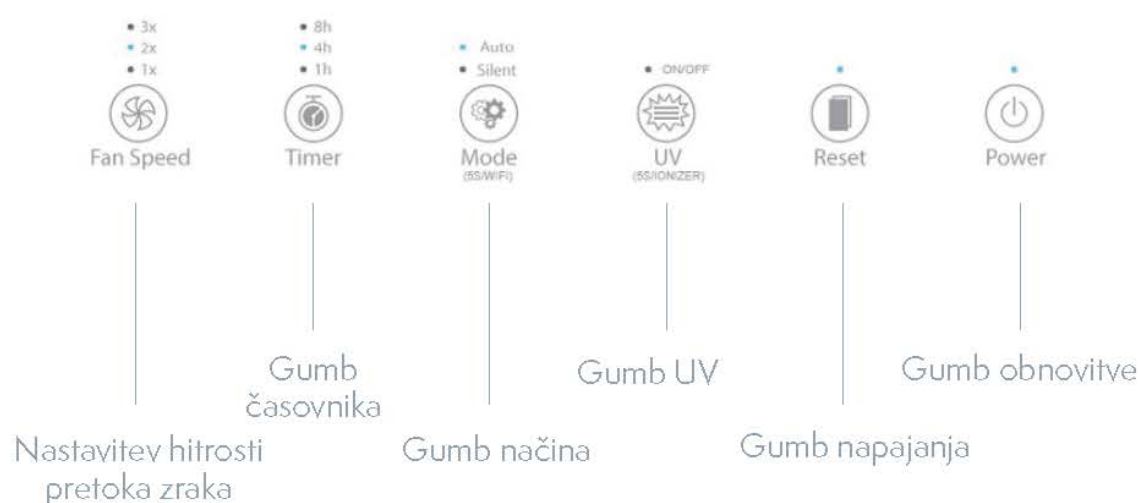 3x
2x
1x
Fan Speed
8h
4h
1h
Timer
Auto
Silent
Mode
(5S/WIFI)
ON/OFF
UV
(5S/IONIZER)
Reset
Power
Nastavitev hitrosti
pretoka zraka
Gumb
časovnika
Gumb načina
Gumb UV
Gumb napajanja
Gumb obnovitve